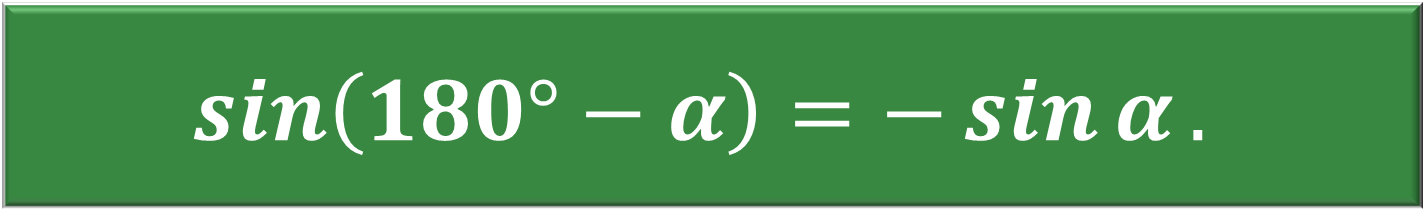 sin(180° − α) = − sin α .